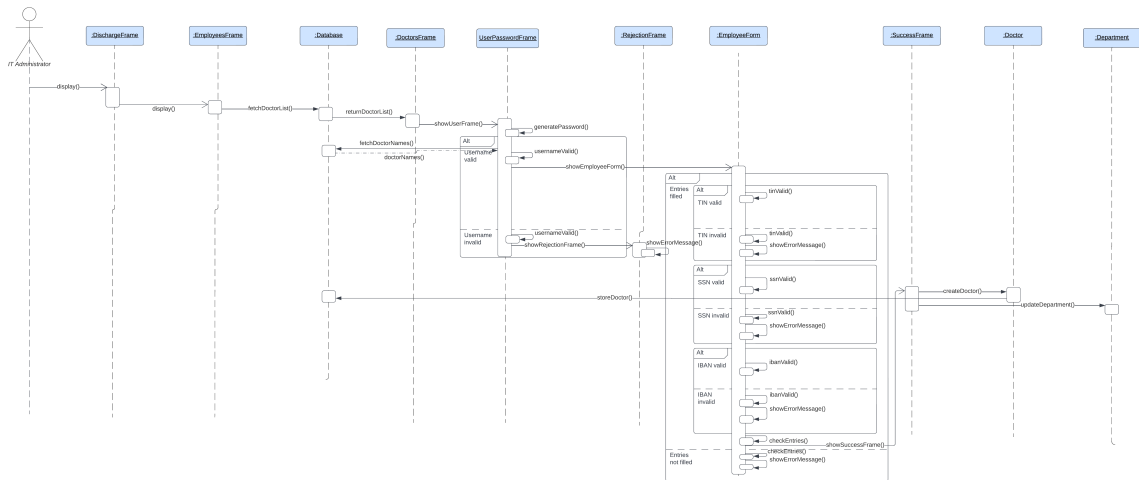 :DischargeFrame
:EmployeesFrame
:Database
:DoctorsFrame
UserPasswordFrame
:RejectionFrame
:EmployeeForm
:SuccessFrame
:Doctor
:Department
IT Administrator
display()
display()
fetchDoctorList()
returnDoctorList()
showUserFrame()
generatePassword()
Alt
fetchDoctorNames()
Username
valid
doctorNames()
usernameValid()
showEmployeeForm()
Alt
Entries
filled
Alt
TIN valid
tinValid()
Username
invalid
usernameValid()
showRejectionFrame()
showErrorMessage()
TIN invalid
tinValid()
showErrorMessage()
Alt
SSN valid
ssnValid()
createDoctor()
storeDoctor()
updateDepartment()
SSN invalid
ssnValid()
showErrorMessage()
Alt
IBAN valid
ibanValid()
IBAN
invalid
ibanValid()
showErrorMessage()
checkEntries()
showSuccessFrame()
Entries
not filled
checkEntries()
showErrorMessage()